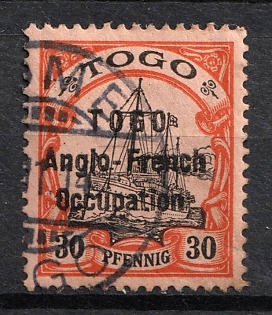 TOGO
TOGO
Anglo-French
Occupation
30 PFENNIG 30